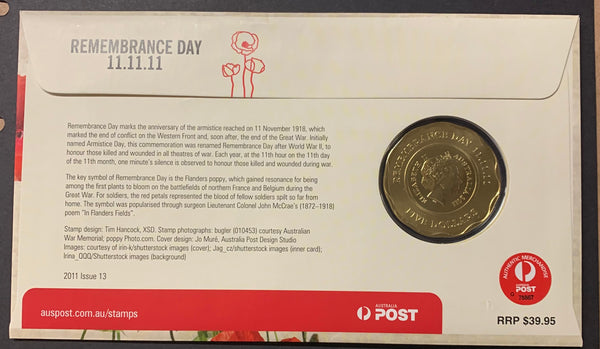 REMEMBRANCE DAY
11.11.11
Remembrance Day marks the anniversary of the armistice reached on 11 November 1918, which
marked the end of conflict on the Western Front and, soon after, the end of the Great War. Initially
named Armistice Day, this commemoration was renamed Remembrance Day after World War II, to
honour those killed and wounded in all theatres of war. Each year, at the 11th hour on the 11th day
of the 11th month, one minute's silence is observed to honour those killed and wounded during war.
The key symbol of Remembrance Day is the Flanders poppy, which gained resonance for being
among the first plants to bloom on the battlefields of northern France and Belgium during the
Great War. For soldiers, the red petals represented the blood of fellow soldiers spilt so far from
home. The symbol was popularised through surgeon Lieutenant Colonel John McCrae's (1872–1918)
poem "In Flanders Fields".
Stamp design: Tim Hancock, XSD. Stamp photographs: bugler (010453) courtesy Australian
War Memorial; poppy Photo.com. Cover design: Jo Muré, Australia Post Design Studio
Images: courtesy of irin-k/shutterstock images (cover); Jag_cz/shutterstock images (inner card);
Irina_QQQ/Shutterstock images (background)
2011 Issue 13
REMEMBRANCE DAY 11.11.11
ELIZABETH II AUSTRALIA 2011
FIVE DOLLARS
AUTHENTIC MERCHANDISE
POST
75567
auspost.com.au/stamps
AUSTRALIA
POST
RRP $39.95